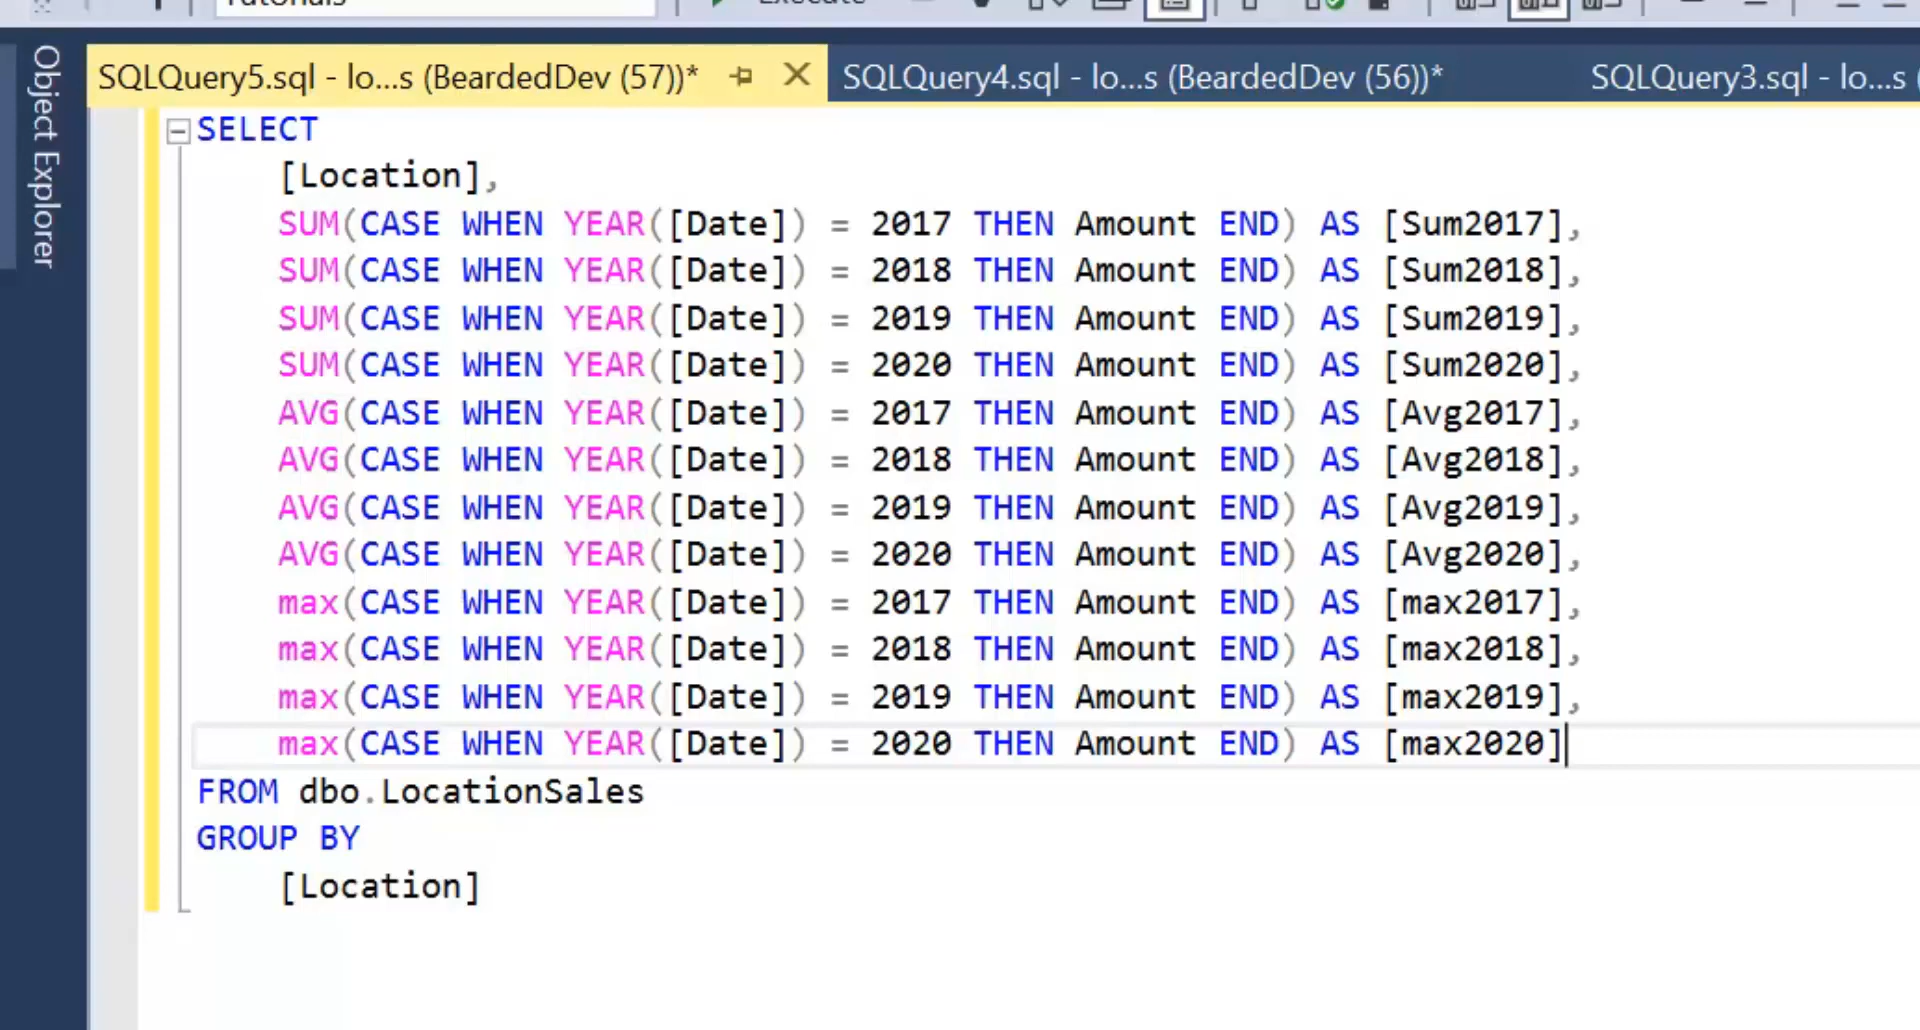 Execute
Object Explorer
SQLQuery5.sql - lo...s (BeardedDev (57))*
SQLQuery4.sql - lo...s (BeardedDev (56))*
SQLQuery3.sql - lo...s (
SELECT
[Location],
SUM(CASE WHEN YEAR([Date]) = 2017 THEN Amount END) AS [Sum2017],
SUM(CASE WHEN YEAR([Date]) = 2018 THEN Amount END) AS [Sum2018],
SUM(CASE WHEN YEAR([Date]) = 2019 THEN Amount END) AS [Sum2019],
SUM(CASE WHEN YEAR([Date]) = 2020 THEN Amount END) AS [Sum2020],
AVG(CASE WHEN YEAR([Date]) = 2017 THEN Amount END) AS [Avg2017],
AVG(CASE WHEN YEAR([Date]) = 2018 THEN Amount END) AS [Avg2018],
AVG(CASE WHEN YEAR([Date]) = 2019 THEN Amount END) AS [Avg2019],
AVG(CASE WHEN YEAR([Date]) = 2020 THEN Amount END) AS [Avg2020],
max(CASE WHEN YEAR([Date]) = 2017 THEN Amount END) AS [max2017],
max(CASE WHEN YEAR([Date]) = 2018 THEN Amount END) AS [max2018],
max(CASE WHEN YEAR([Date]) = 2019 THEN Amount END) AS [max2019],
max(CASE WHEN YEAR([Date]) = 2020 THEN Amount END) AS [max2020]
FROM dbo.LocationSales
GROUP BY
[Location]